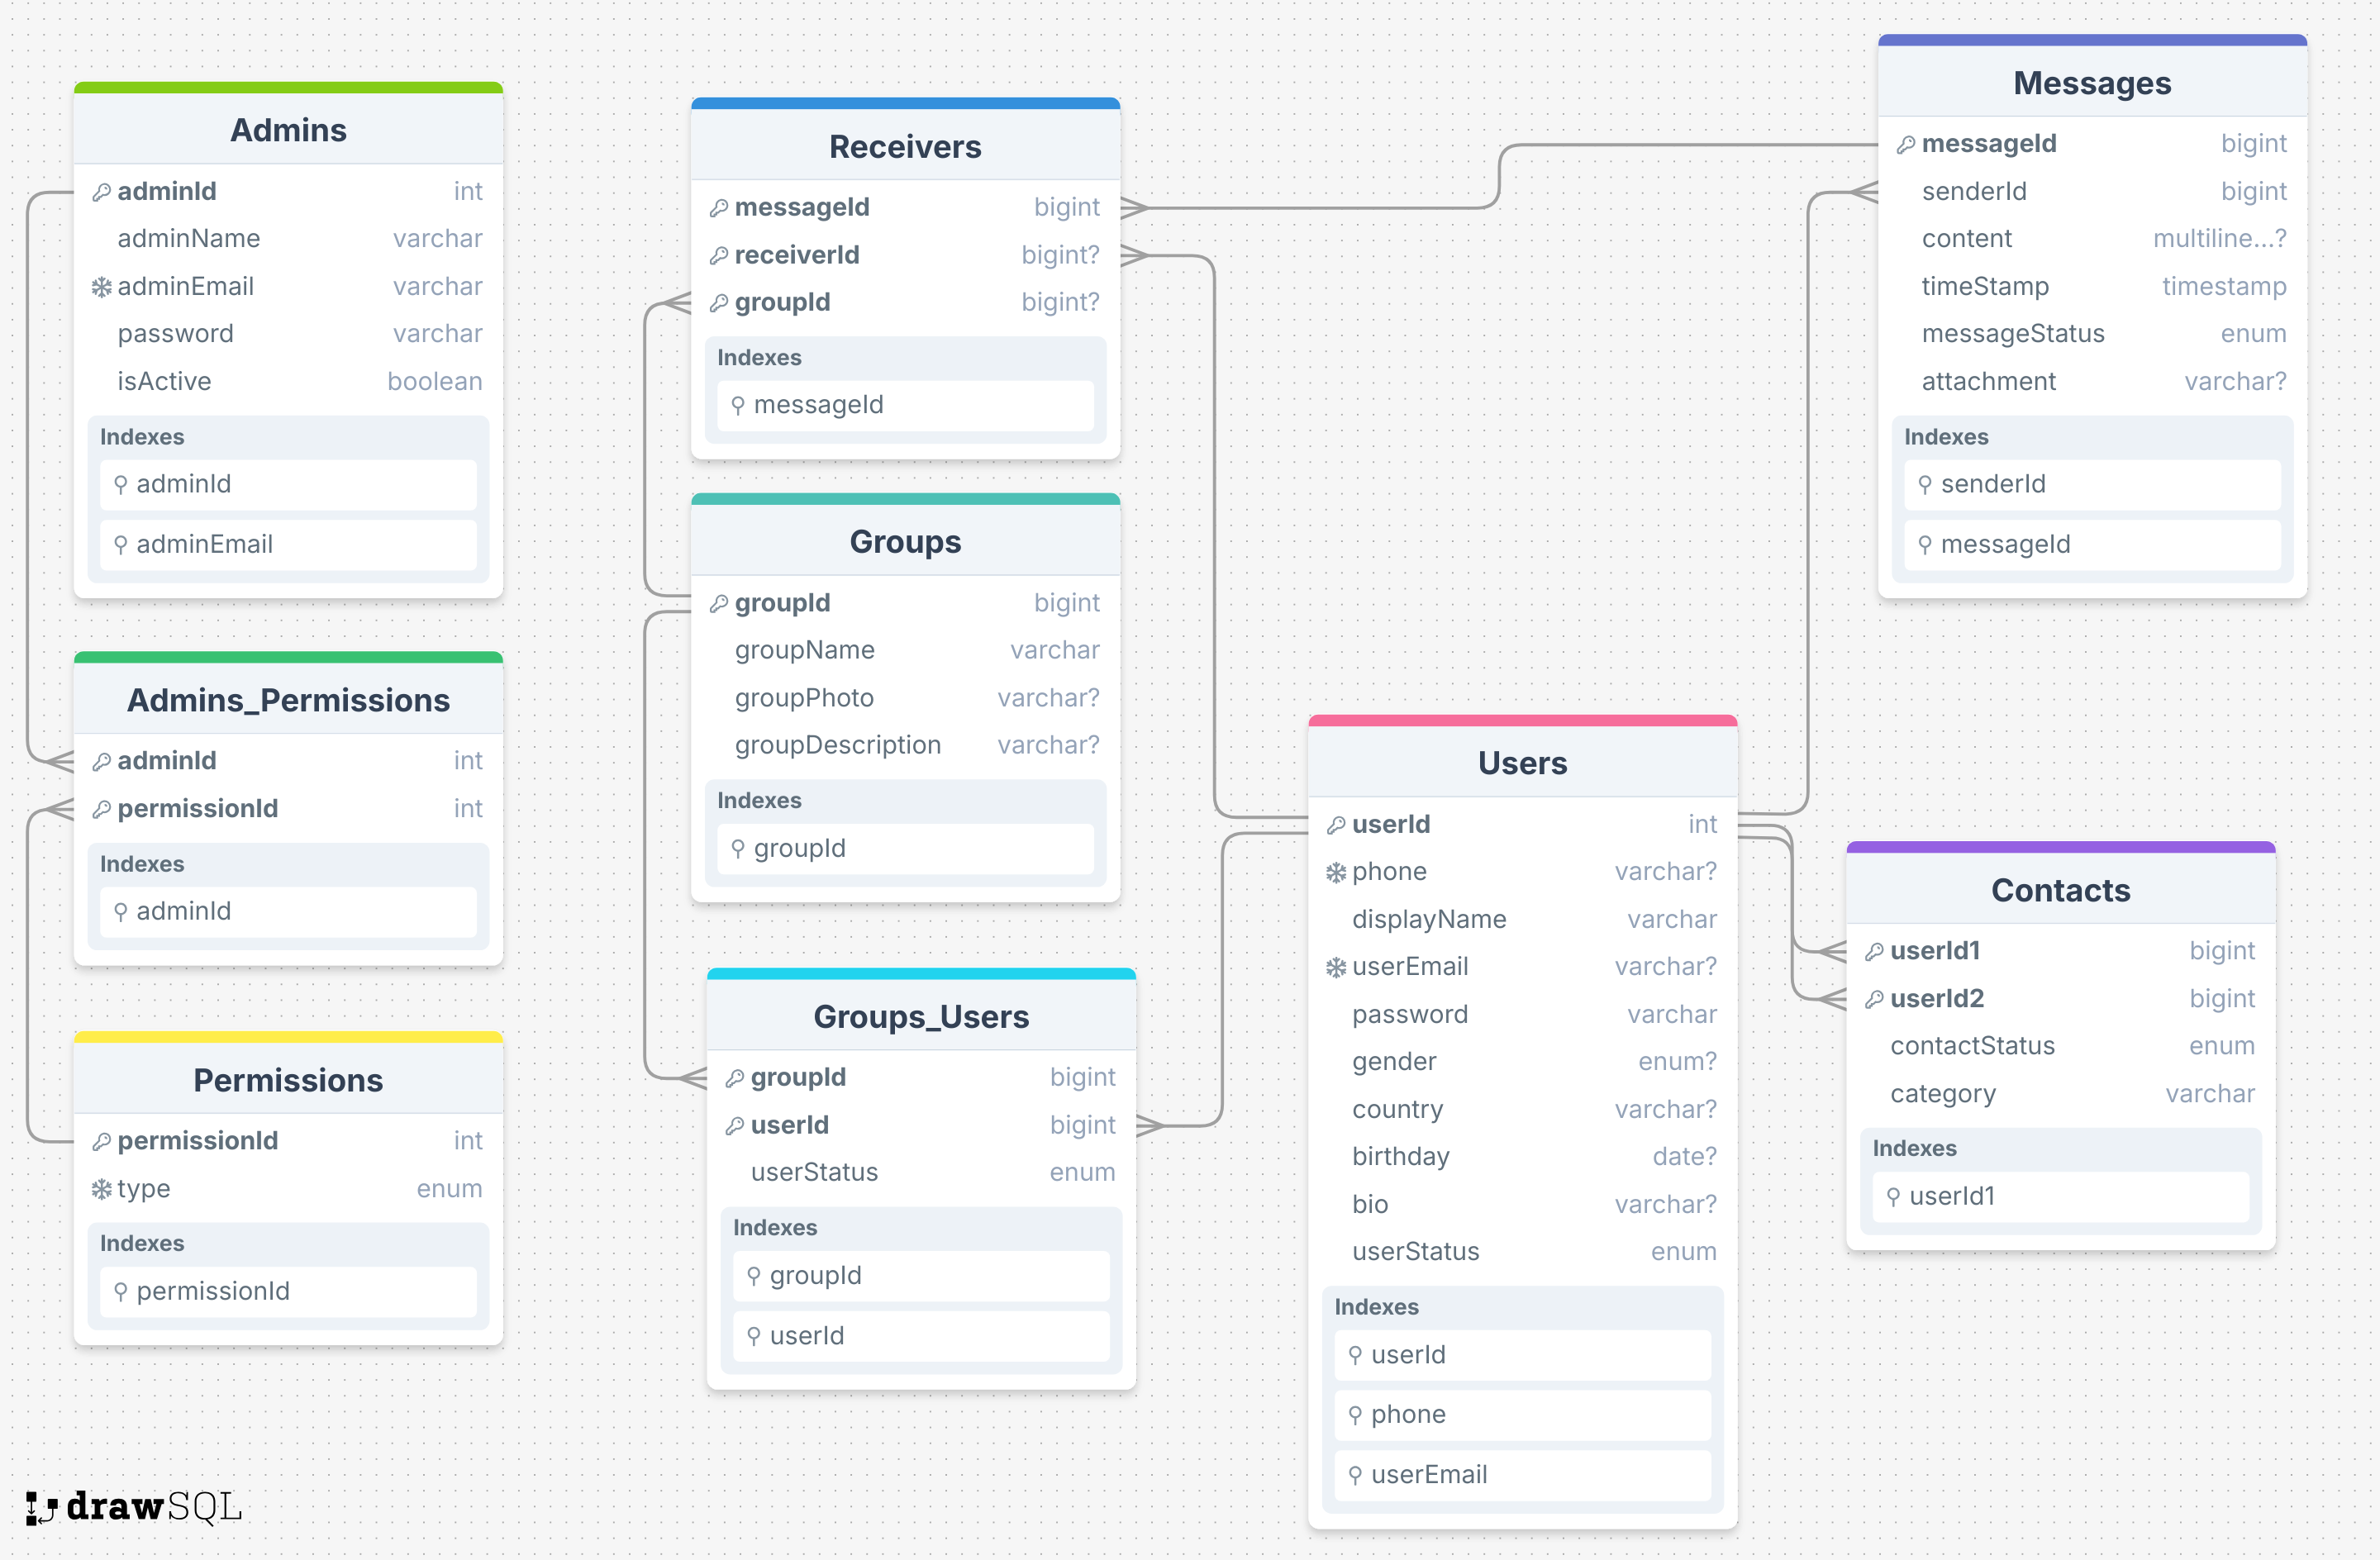 Admins
adminId int
adminName varchar
adminEmail varchar
password varchar
isActive boolean
Indexes
adminId
adminEmail
Admins_Permissions
adminId int
permissionId int
Indexes
adminId
Permissions
permissionId int
type enum
Indexes
permissionId
Receivers
messageId bigint
receiverId bigint?
groupId bigint?
Indexes
messageId
Groups
groupId bigint
groupName varchar
groupPhoto varchar?
groupDescription varchar?
Indexes
groupId
Groups_Users
groupId bigint
userId bigint
userStatus enum
Indexes
groupId
userId
Users
userId int
phone varchar?
displayName varchar
userEmail varchar?
password varchar
gender enum?
country varchar?
birthday date?
bio varchar?
userStatus enum
Indexes
userId
phone
userEmail
Messages
messageId bigint
senderId bigint
content multiline...?
timeStamp timestamp
messageStatus enum
attachment varchar?
Indexes
senderId
messageId
Contacts
userId1 bigint
userId2 bigint
contactStatus enum
category varchar
Indexes
userId1
drawSQL